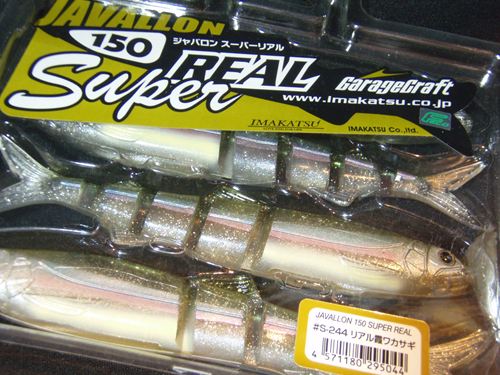 JAVALLON
150
ジャバロン スーパーリアル
Super REAL
GarageCraft
www.imakatsu.co.jp
IMAKATSU
IMAKATSU Co.,ltd.
JAVALLON 150 SUPER REAL
#S-244 リアル霞ワカサギ
4 571180 295044